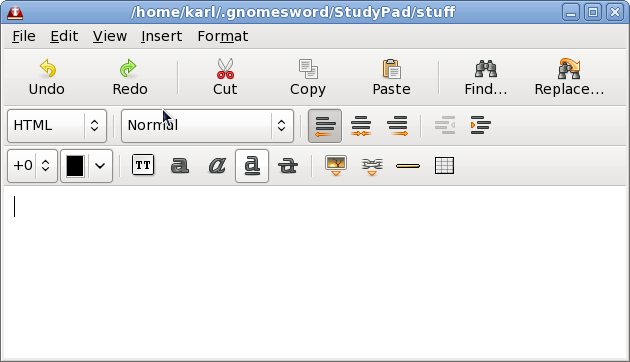 /home/karl/.gnomesword/StudyPad/stuff
File Edit View Insert Format
Undo Redo Cut Copy Paste Find... Replace...
HTML Normal
+0 TT a a a a